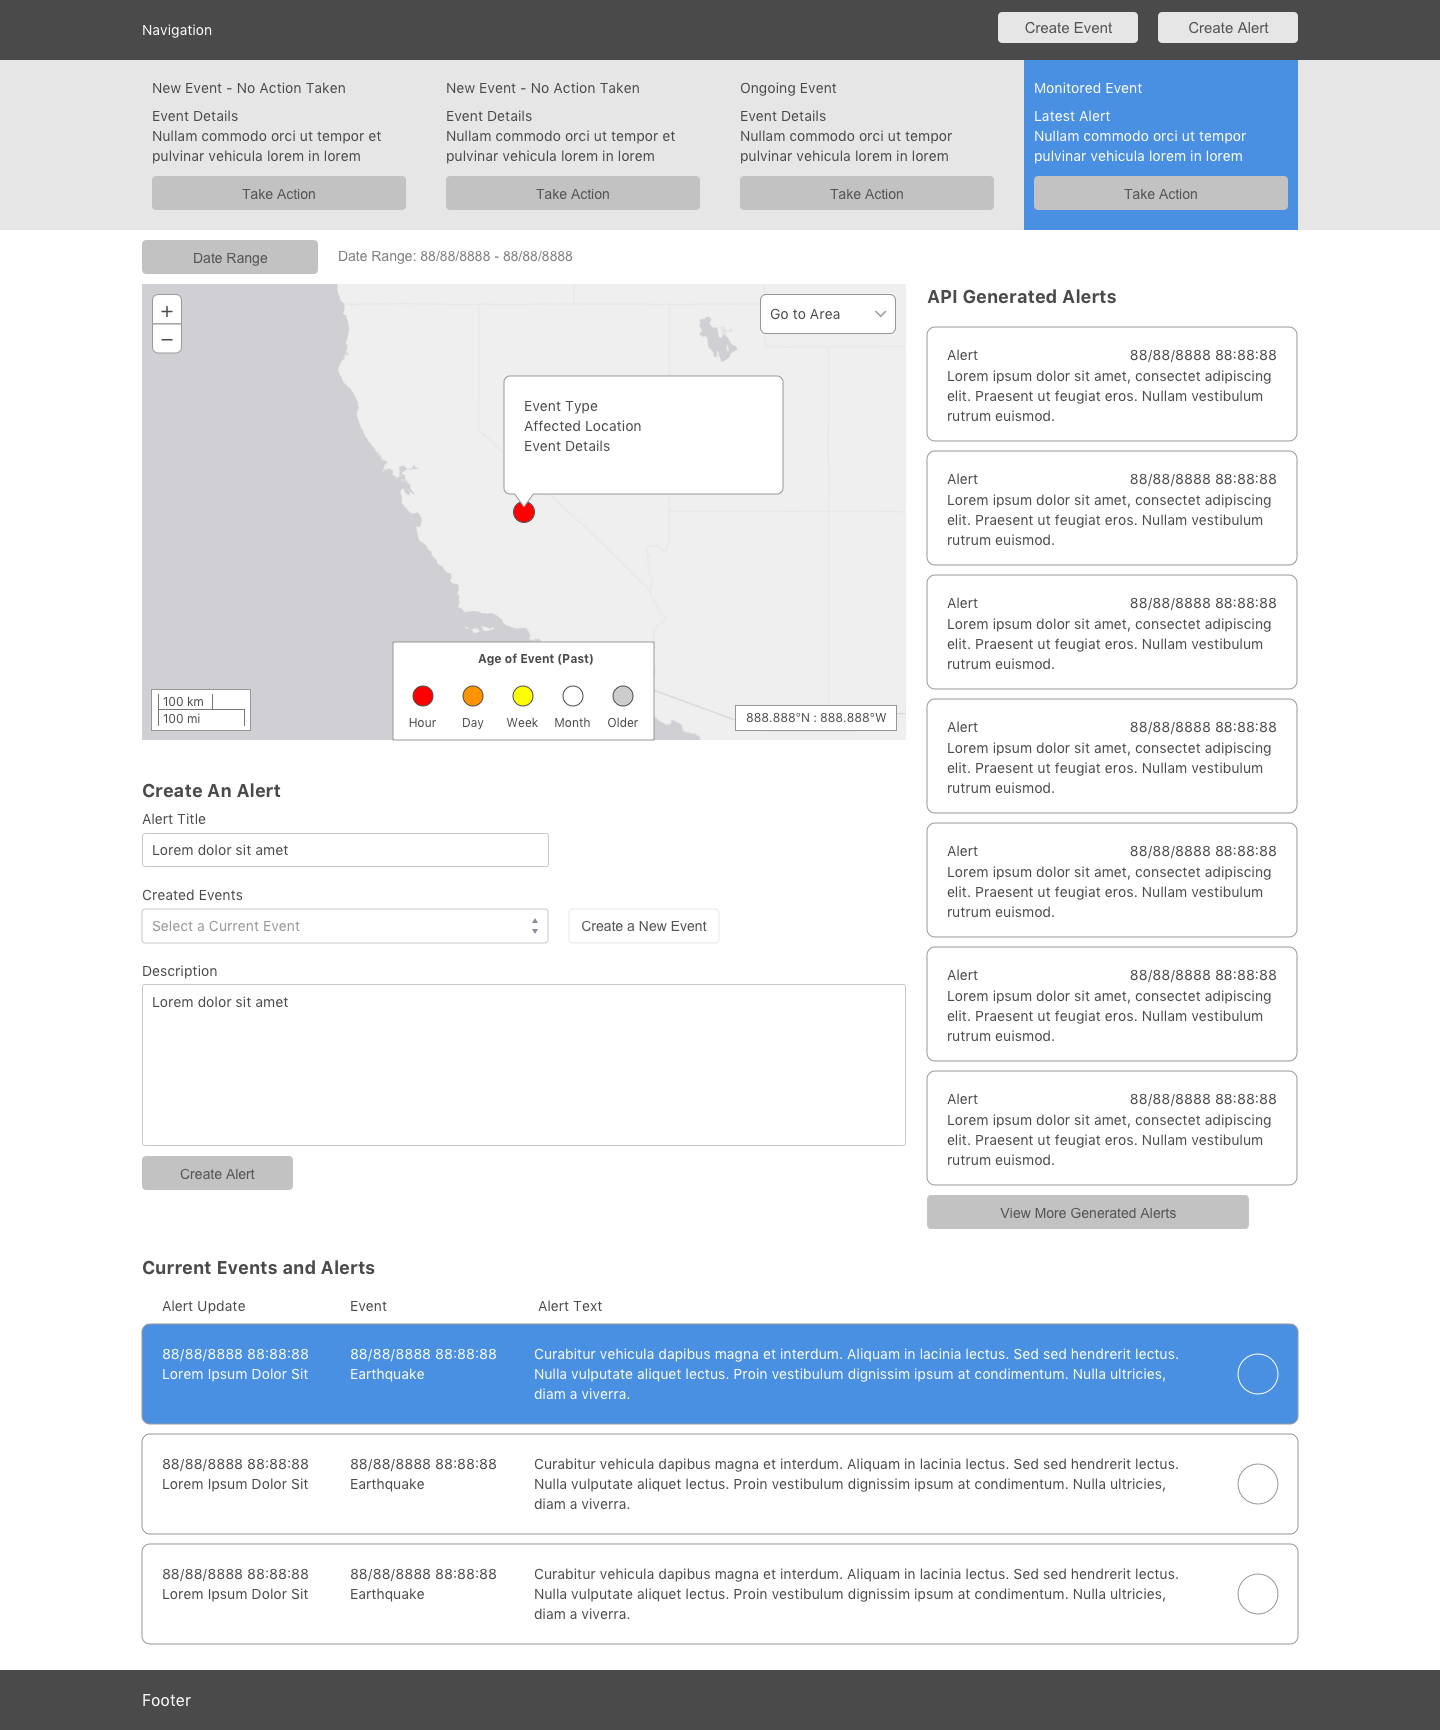 Navigation
Create Event
Create Alert
New Event - No Action Taken
Event Details
Nullam commodo orci ut tempor et
pulvinar vehicula lorem in lorem
Take Action
New Event - No Action Taken
Event Details
Nullam commodo orci ut tempor et
pulvinar vehicula lorem in lorem
Take Action
Ongoing Event
Event Details
Nullam commodo orci ut tempor
pulvinar vehicula lorem in lorem
Take Action
Monitored Event
Latest Alert
Nullam commodo orci ut tempor
pulvinar vehicula lorem in lorem
Take Action
Date Range
Date Range: 88/88/8888 - 88/88/8888
+
−
Go to Area
Event Type
Affected Location
Event Details
Age of Event (Past)
Hour
Day
Week
Month
Older
100 km
100 mi
888.888°N : 888.888°W
API Generated Alerts
Alert 88/88/8888 88:88:88
Lorem ipsum dolor sit amet, consectet adipiscing
elit. Praesent ut feugiat eros. Nullam vestibulum
rutrum euismod.
Alert 88/88/8888 88:88:88
Lorem ipsum dolor sit amet, consectet adipiscing
elit. Praesent ut feugiat eros. Nullam vestibulum
rutrum euismod.
Alert 88/88/8888 88:88:88
Lorem ipsum dolor sit amet, consectet adipiscing
elit. Praesent ut feugiat eros. Nullam vestibulum
rutrum euismod.
Alert 88/88/8888 88:88:88
Lorem ipsum dolor sit amet, consectet adipiscing
elit. Praesent ut feugiat eros. Nullam vestibulum
rutrum euismod.
Alert 88/88/8888 88:88:88
Lorem ipsum dolor sit amet, consectet adipiscing
elit. Praesent ut feugiat eros. Nullam vestibulum
rutrum euismod.
Alert 88/88/8888 88:88:88
Lorem ipsum dolor sit amet, consectet adipiscing
elit. Praesent ut feugiat eros. Nullam vestibulum
rutrum euismod.
Alert 88/88/8888 88:88:88
Lorem ipsum dolor sit amet, consectet adipiscing
elit. Praesent ut feugiat eros. Nullam vestibulum
rutrum euismod.
View More Generated Alerts
Create An Alert
Alert Title
Lorem dolor sit amet
Created Events
Select a Current Event
Create a New Event
Description
Lorem dolor sit amet
Create Alert
Current Events and Alerts
Alert Update Event Alert Text
88/88/8888 88:88:88
Lorem Ipsum Dolor Sit
88/88/8888 88:88:88
Earthquake
Curabitur vehicula dapibus magna et interdum. Aliquam in lacinia lectus. Sed sed hendrerit lectus.
Nulla vulputate aliquet lectus. Proin vestibulum dignissim ipsum at condimentum. Nulla ultricies,
diam a viverra.
88/88/8888 88:88:88
Lorem Ipsum Dolor Sit
88/88/8888 88:88:88
Earthquake
Curabitur vehicula dapibus magna et interdum. Aliquam in lacinia lectus. Sed sed hendrerit lectus.
Nulla vulputate aliquet lectus. Proin vestibulum dignissim ipsum at condimentum. Nulla ultricies,
diam a viverra.
88/88/8888 88:88:88
Lorem Ipsum Dolor Sit
88/88/8888 88:88:88
Earthquake
Curabitur vehicula dapibus magna et interdum. Aliquam in lacinia lectus. Sed sed hendrerit lectus.
Nulla vulputate aliquet lectus. Proin vestibulum dignissim ipsum at condimentum. Nulla ultricies,
diam a viverra.
Footer